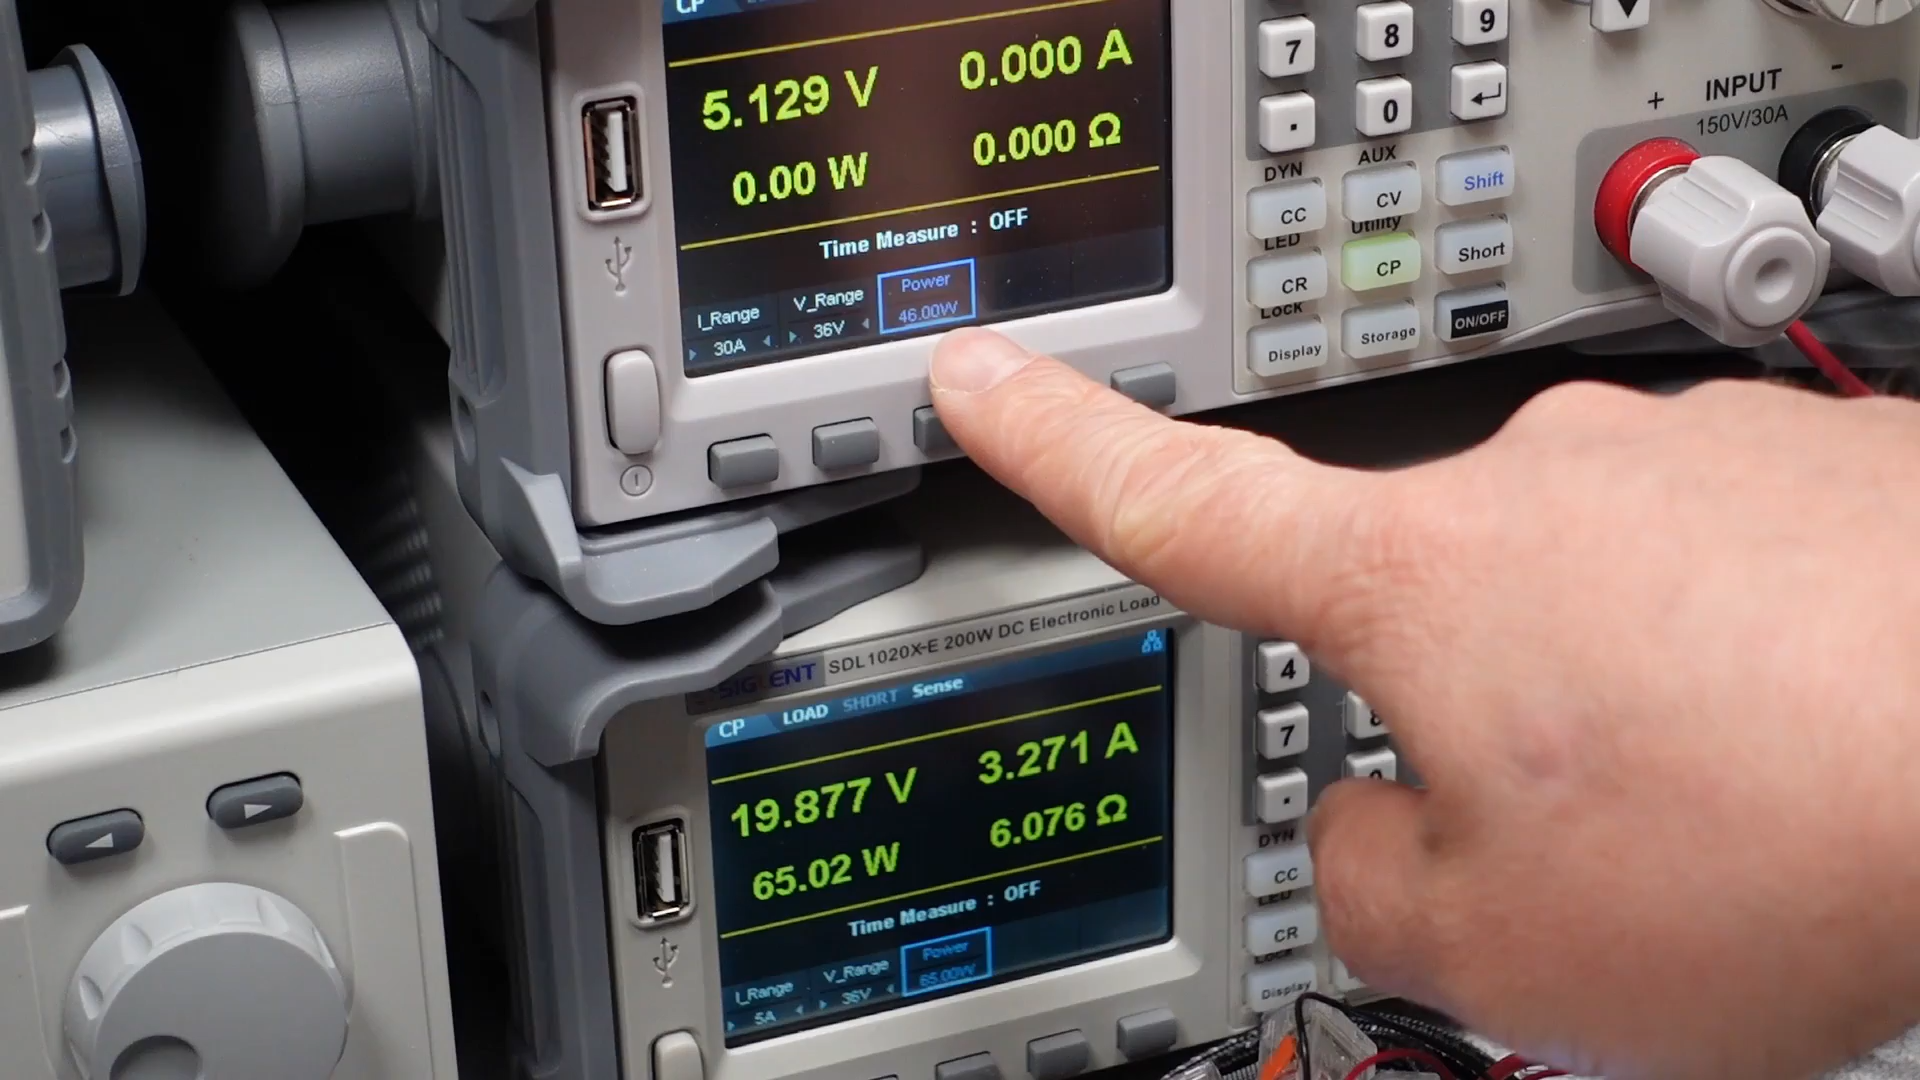 CP
5.129 V 0.000 A
0.00 W 0.000 Ω
Time Measure : OFF
I_Range V_Range Power
30A 36V 46.00W
7 8 9
. 0
DYN AUX
CC CV Shift
LED Utility
CR CP Short
LOCK
Display Storage ON/OFF
+ INPUT -
150V/30A
SIGLENT SDL1020X-E 200W DC Electronic Load
CP LOAD SHORT Sense
19.877 V 3.271 A
65.02 W 6.076 Ω
Time Measure : OFF
I_Range V_Range Power
5A 36V 65.00W
4
7 8
.
DYN
CC
LED
CR
LOCK
Display